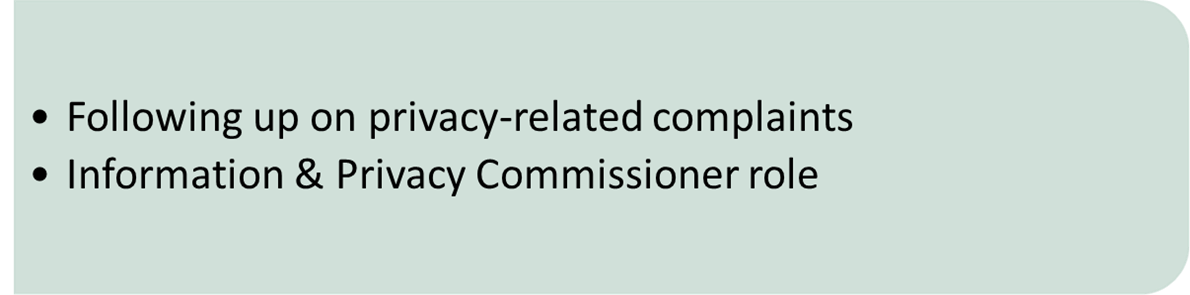 • Following up on privacy-related complaints
• Information & Privacy Commissioner role